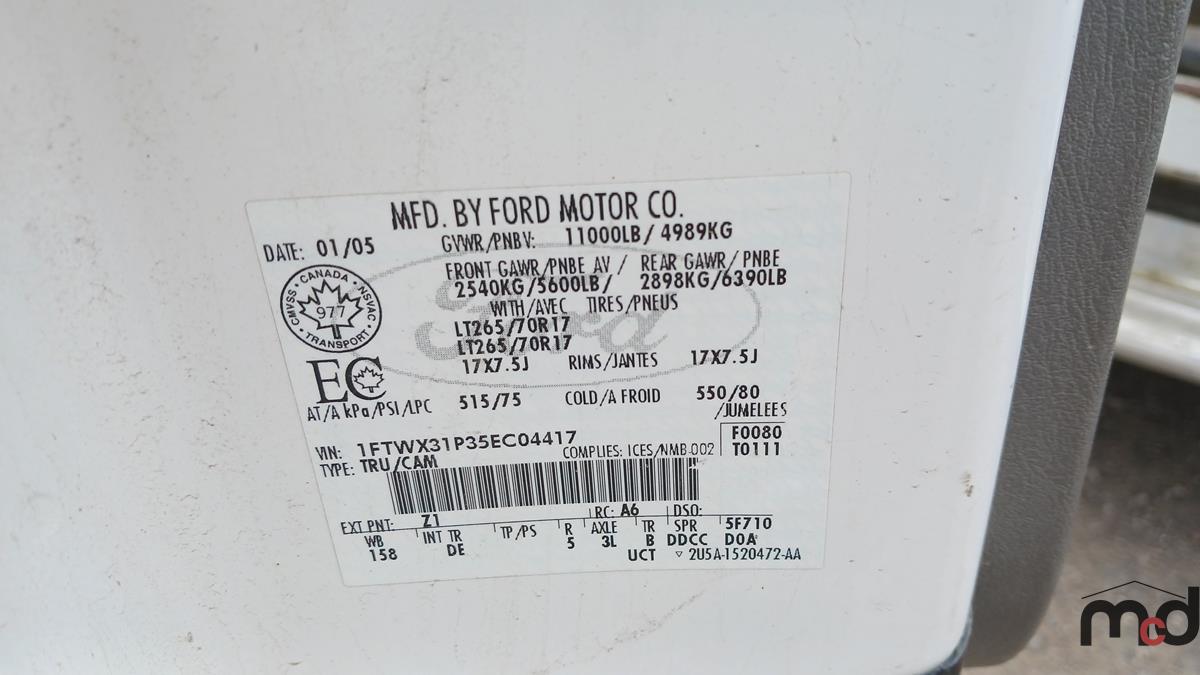 MFD. BY FORD MOTOR CO.
DATE: 01/05 GVWR/PNBV: 11000LB/ 4989KG
FRONT GAWR/PNBE AV/ REAR GAWR/PNBE
2540KG/5600LB/ 2898KG/6390LB
WITH/AVEC TIRES/PNEUS
LT265/70R17
LT265/70R17
17X7.5J RIMS/JANTES 17X7.5J
AT/A kPa/PSI/LPC 515/75 COLD/A FROID 550/80
/JUMELEES
CANADA
CMVSS NSVAC
977
TRANSPORT
EC
Ford
VIN: 1FTWX31P35EC04417 F0080
TYPE: TRU/CAM COMPLIES: ICES/NMB-002 T0111
EXT PNT: Z1 RC: A6 DSO:
WB INT TR TP/PS R AXLE TR SPR 5F710
158 DE 5 3L B DDCC D0A
UCT ▽ 2U5A-1520472-AA
mcd